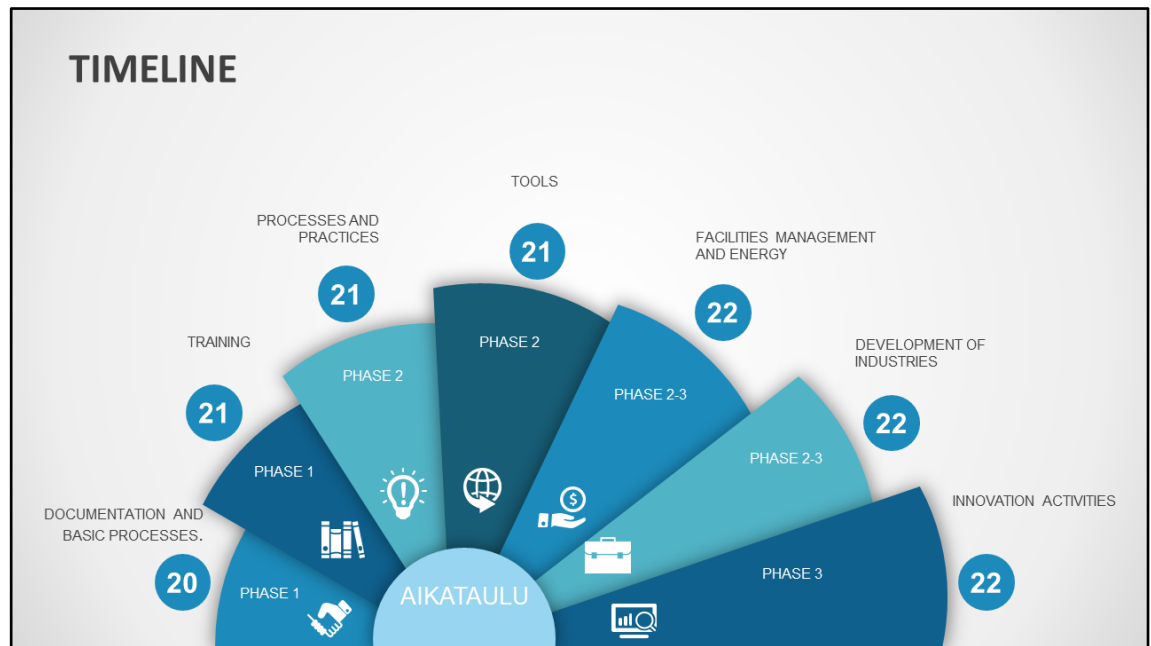 TIMELINE
TOOLS
PROCESSES AND
PRACTICES
21
21
FACILITIES MANAGEMENT
AND ENERGY
22
TRAINING
21
PHASE 2
PHASE 2
PHASE 2-3
DEVELOPMENT OF
INDUSTRIES
22
PHASE 1
PHASE 2-3
DOCUMENTATION AND
BASIC PROCESSES.
20
PHASE 1
AIKATAULU
PHASE 3
INNOVATION ACTIVITIES
22